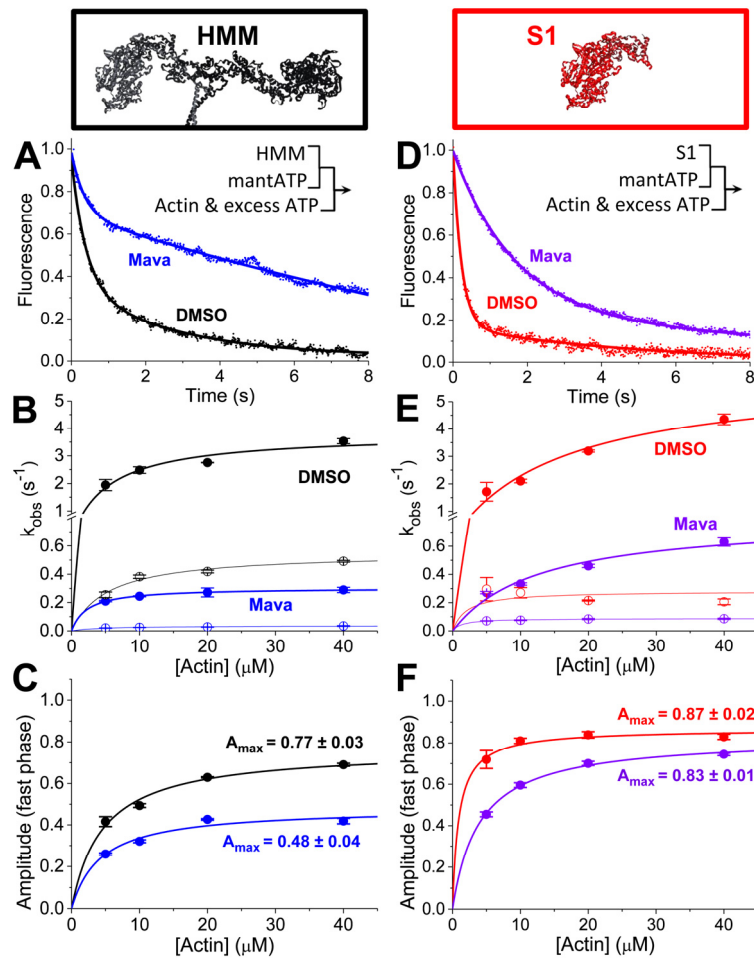 HMM
S1
A
HMM
mantATP
Actin & excess ATP
Mava
DMSO
Fluorescence
1.0
0.8
0.6
0.4
0.2
0.0
0
2
4
6
8
Time (s)
D
S1
mantATP
Actin & excess ATP
Mava
DMSO
Fluorescence
1.0
0.8
0.6
0.4
0.2
0.0
0
2
4
6
8
Time (s)
B
DMSO
Mava
kobs (s-1)
5
4
3
2
1
0.6
0.4
0.2
0.0
0
10
20
30
40
[Actin] (μM)
E
DMSO
Mava
kobs (s-1)
5
4
3
2
1
0.6
0.4
0.2
0.0
0
10
20
30
40
[Actin] (μM)
C
Amax = 0.77 ± 0.03
Amax = 0.48 ± 0.04
Amplitude (fast phase)
1.0
0.8
0.6
0.4
0.2
0.0
0
10
20
30
40
[Actin] (μM)
F
Amax = 0.87 ± 0.02
Amax = 0.83 ± 0.01
Amplitude (fast phase)
1.0
0.8
0.6
0.4
0.2
0.0
0
10
20
30
40
[Actin] (μM)